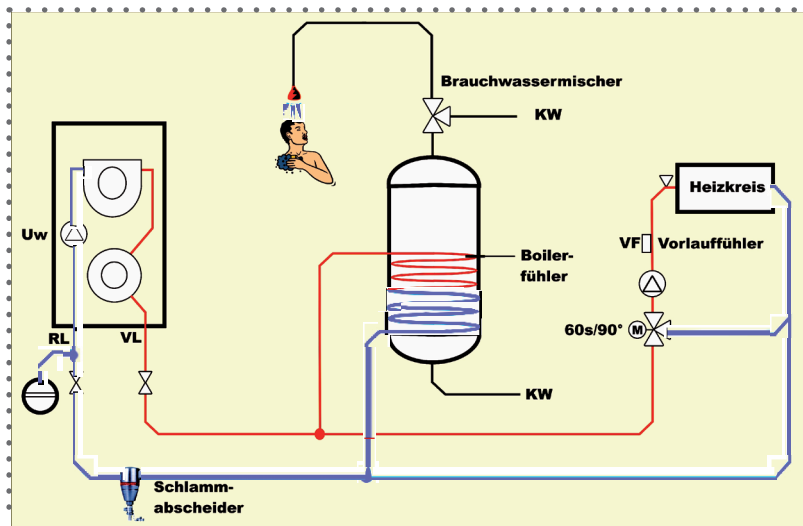 Brauchwassermischer
KW
Heizkreis
Uw
VF
Vorlauffühler
Boiler-
fühler
60s/90°
M
RL
VL
KW
Schlamm-
abscheider